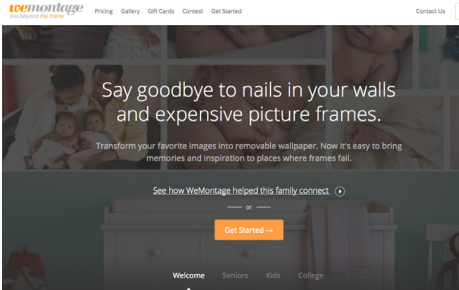 wemontage
live beyond the frame
Pricing Gallery Gift Cards Contest Get Started Contact Us
Say goodbye to nails in your walls
and expensive picture frames.
Transform your favorite images into removable wallpaper. Now it's easy to bring
memories and inspiration to places where frames fail.
See how WeMontage helped this family connect
or
Get Started →
Welcome Seniors Kids College